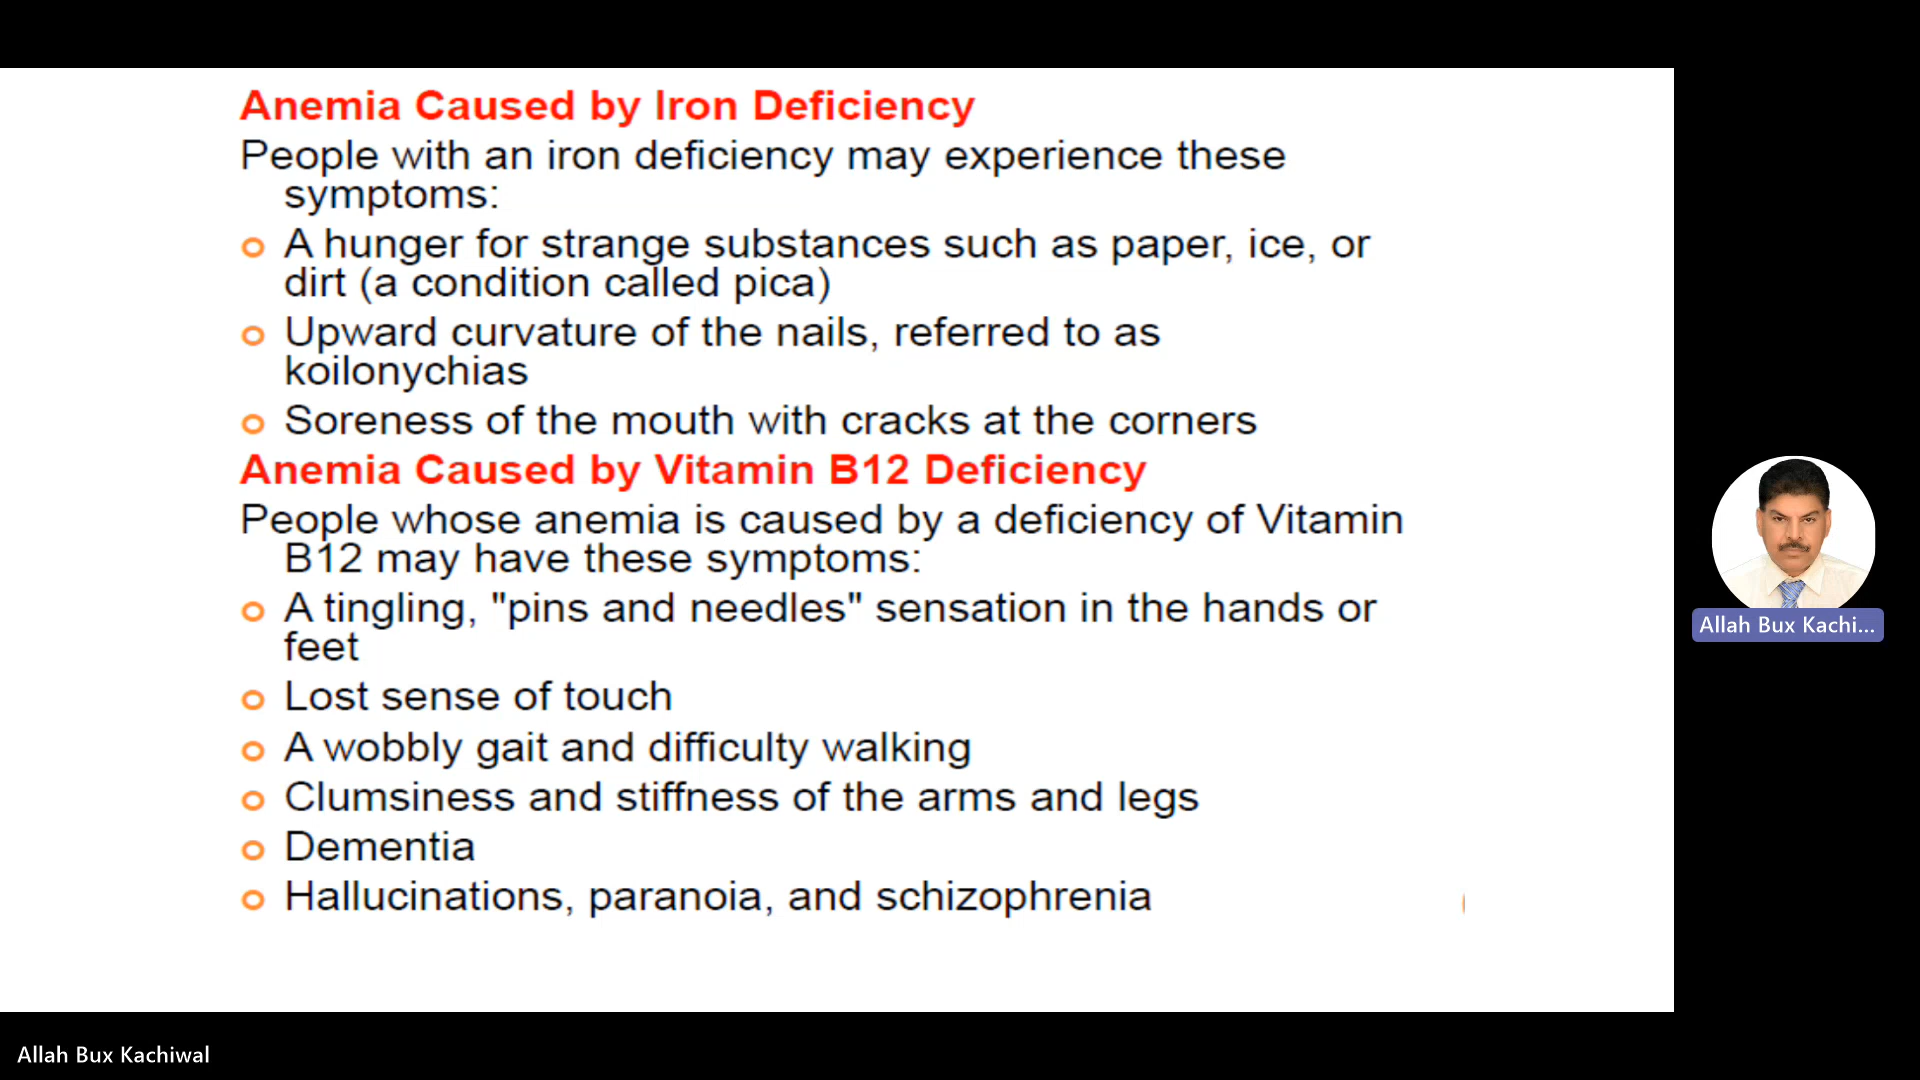 Anemia Caused by Iron Deficiency
People with an iron deficiency may experience these
symptoms:
A hunger for strange substances such as paper, ice, or
dirt (a condition called pica)
Upward curvature of the nails, referred to as
koilonychias
Soreness of the mouth with cracks at the corners
Anemia Caused by Vitamin B12 Deficiency
People whose anemia is caused by a deficiency of Vitamin
B12 may have these symptoms:
A tingling, "pins and needles" sensation in the hands or
feet
Lost sense of touch
A wobbly gait and difficulty walking
Clumsiness and stiffness of the arms and legs
Dementia
Hallucinations, paranoia, and schizophrenia
Allah Bux Kachi...
Allah Bux Kachiwal